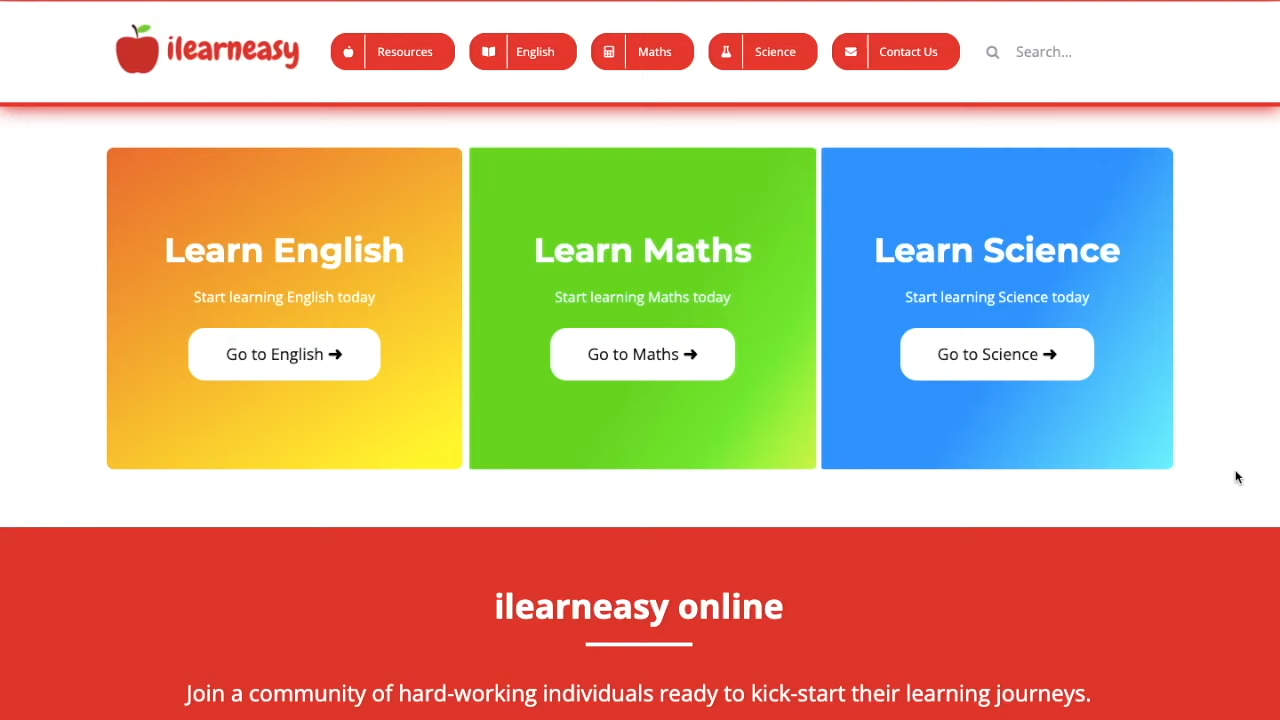 ilearneasy
Resources
English
Maths
Science
Contact Us
Search...
Learn English
Start learning English today
Go to English ➜
Learn Maths
Start learning Maths today
Go to Maths ➜
Learn Science
Start learning Science today
Go to Science ➜
ilearneasy online
Join a community of hard-working individuals ready to kick-start their learning journeys.